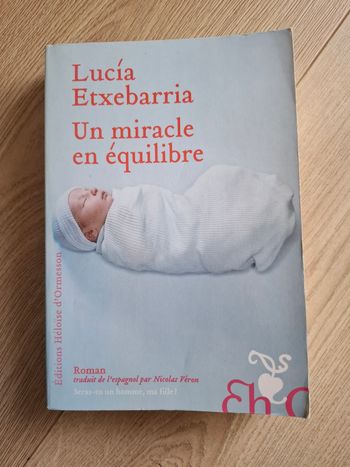 Lucía
Etxebarria
Un miracle
en équilibre
Éditions Héloïse d'Ormesson
Roman
traduit de l'espagnol par Nicolas Véron
Seras-tu un homme, ma fille ?